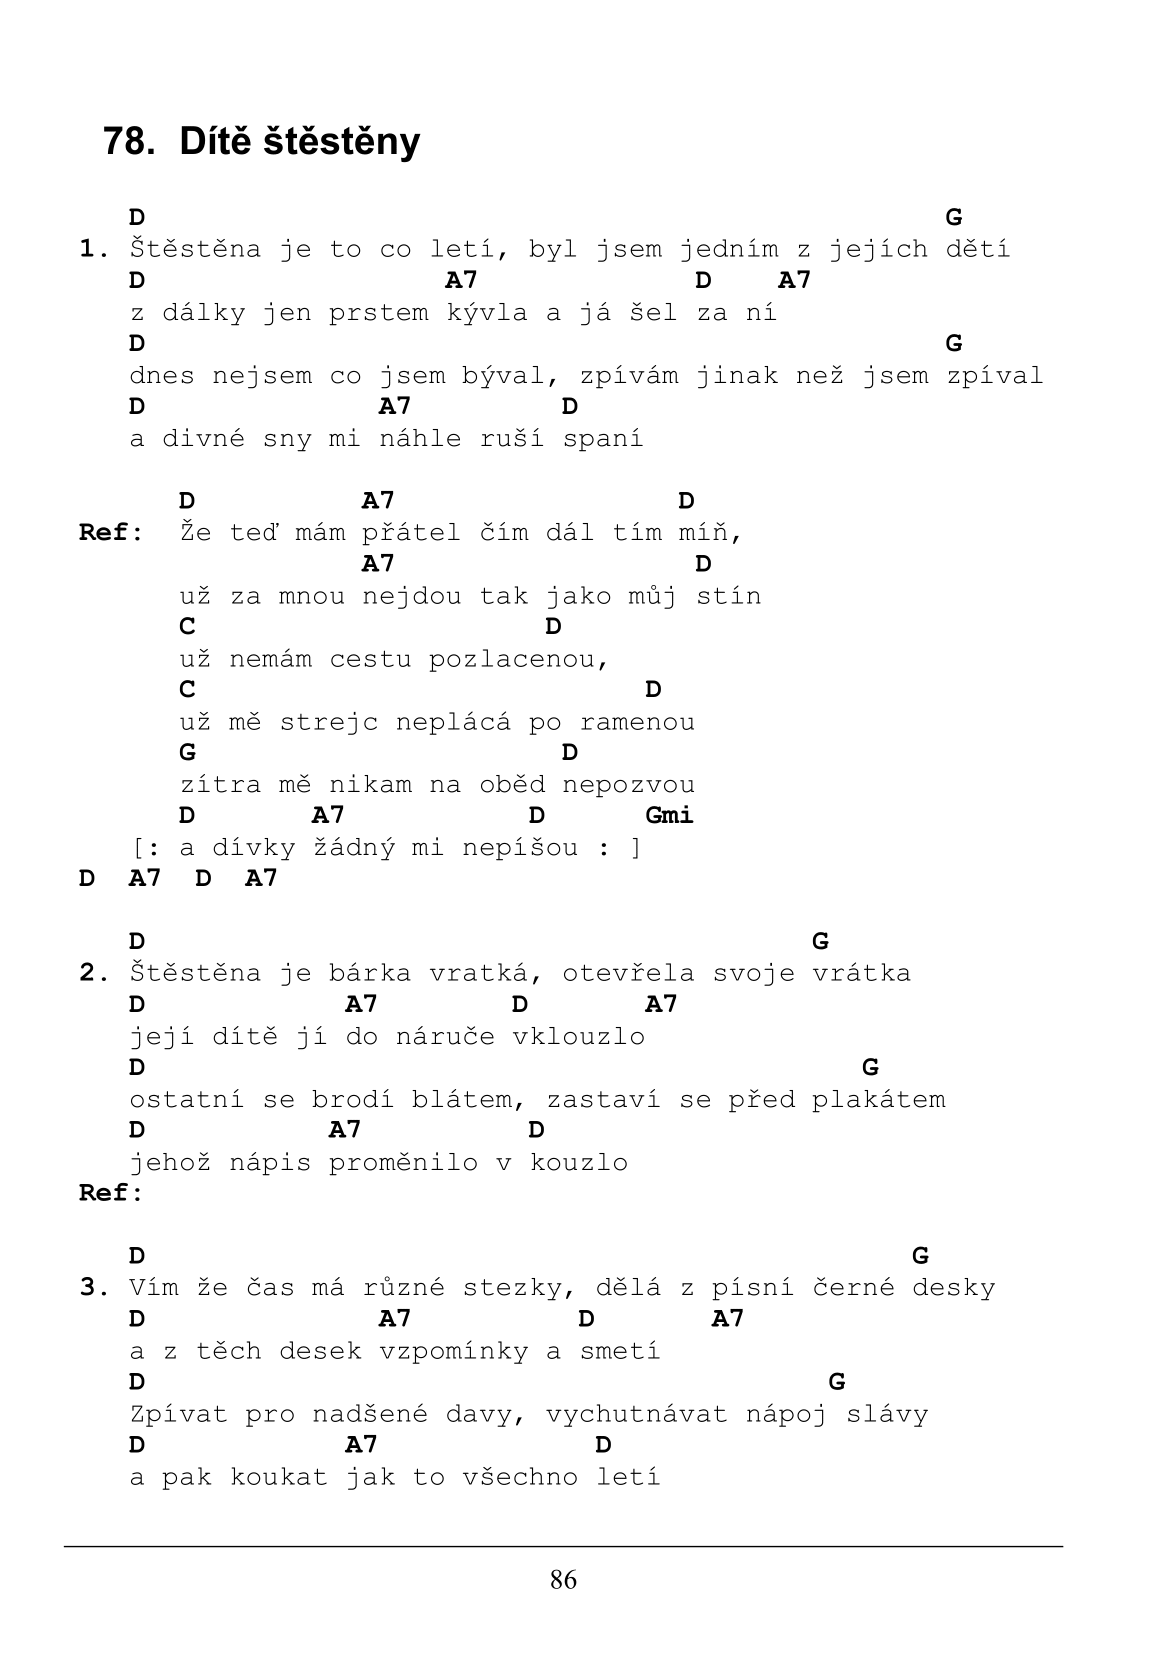 78. Dítě štěstěny
D G
1. Štěstěna je to co letí, byl jsem jedním z jejích dětí
D A7 D A7
z dálky jen prstem kývla a já šel za ní
D G
dnes nejsem co jsem býval, zpívám jinak než jsem zpíval
D A7 D
a divné sny mi náhle ruší spaní
D A7 D
Ref: Že teď mám přátel čím dál tím míň,
A7 D
už za mnou nejdou tak jako můj stín
C D
už nemám cestu pozlacenou,
C D
už mě strejc neplácá po ramenou
G D
zítra mě nikam na oběd nepozvou
D A7 D Gmi
[: a dívky žádný mi nepíšou : ]
D A7 D A7
D G
2. Štěstěna je bárka vratká, otevřela svoje vrátka
D A7 D A7
její dítě jí do náruče vklouzlo
D G
ostatní se brodí blátem, zastaví se před plakátem
D A7 D
jehož nápis proměnilo v kouzlo
Ref:
D G
3. Vím že čas má různé stezky, dělá z písní černé desky
D A7 D A7
a z těch desek vzpomínky a smetí
D G
Zpívat pro nadšené davy, vychutnávat nápoj slávy
D A7 D
a pak koukat jak to všechno letí
86